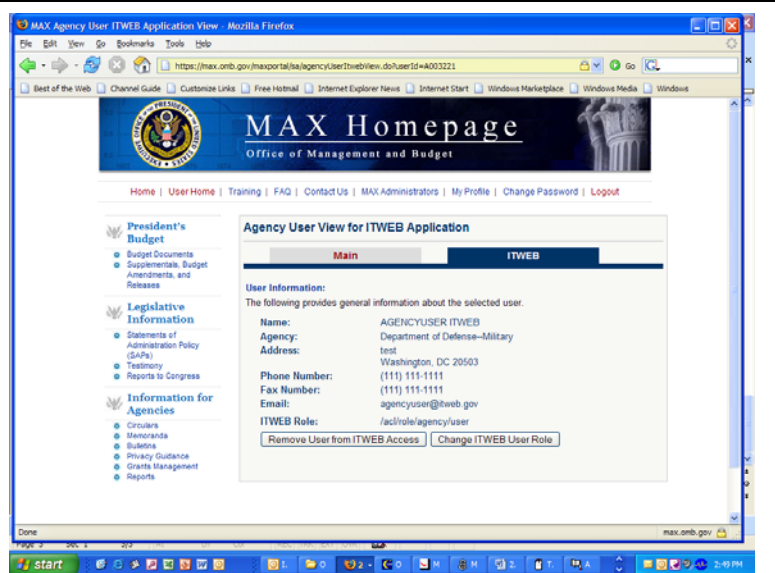 MAX Agency User ITWEB Application View - Mozilla Firefox
File Edit View Go Bookmarks Tools Help
https://max.omb.gov/maxportal/sa/agencyUserItwebView.do?userId=A003221
Go
Best of the Web Channel Guide Customize Links Free Hotmail Internet Explorer News Internet Start Windows Marketplace Windows Media Windows
MAX Homepage
Office of Management and Budget
Home | User Home | Training | FAQ | Contact Us | MAX Administrators | My Profile | Change Password | Logout
President's
Budget
Budget Documents
Supplementals, Budget
Amendments, and
Releases
Legislative
Information
Statements of
Administration Policy
(SAPs)
Testimony
Reports to Congress
Information for
Agencies
Circulars
Memoranda
Bulletins
Privacy Guidance
Grants Management
Reports
Agency User View for ITWEB Application
Main ITWEB
User Information:
The following provides general information about the selected user.
Name: AGENCYUSER ITWEB
Agency: Department of Defense--Military
Address: test
Washington, DC 20503
Phone Number: (111) 111-1111
Fax Number: (111) 111-1111
Email: agencyuser@itweb.gov
ITWEB Role: /acl/role/agency/user
Remove User from ITWEB Access Change ITWEB User Role
Done max.omb.gov
start 2:49 PM